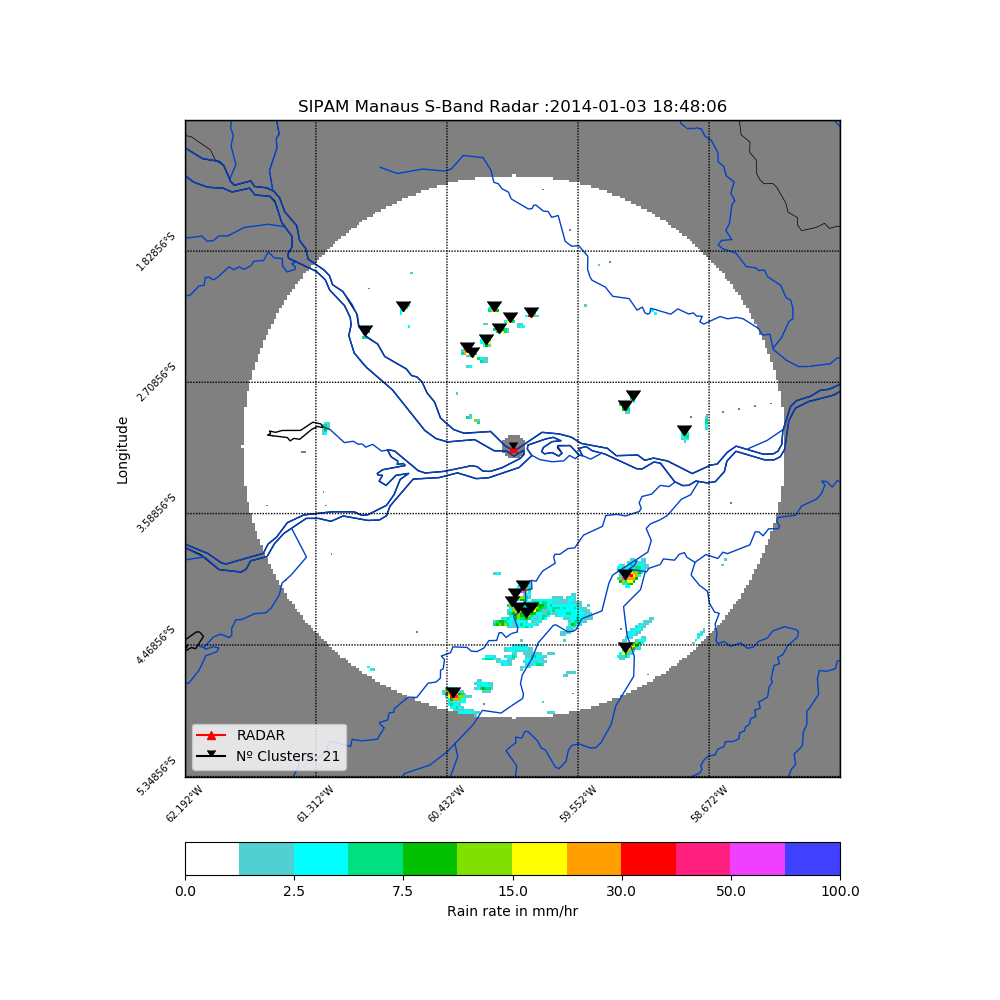 SIPAM Manaus S-Band Radar :2014-01-03 18:48:06
1.82856°S
2.70856°S
3.58856°S
4.46856°S
5.34856°S
Longitude
RADAR
Nº Clusters: 21
62.192°W
61.312°W
60.432°W
59.552°W
58.672°W
0.0
2.5
7.5
15.0
30.0
50.0
100.0
Rain rate in mm/hr